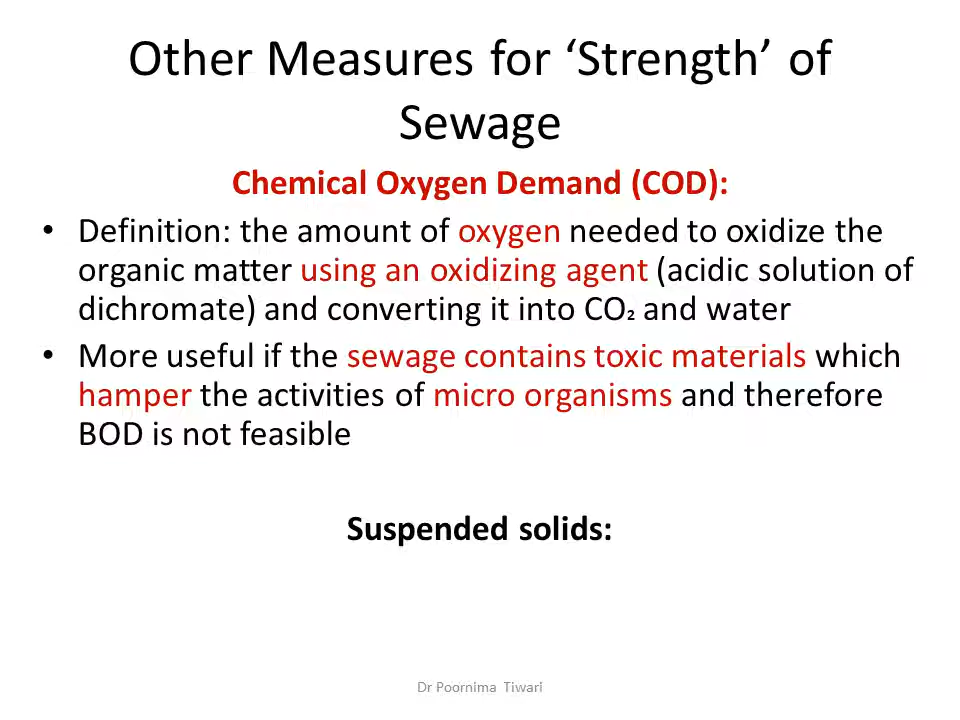 Other Measures for ‘Strength’ of
Sewage
Chemical Oxygen Demand (COD):
• Definition: the amount of oxygen needed to oxidize the
organic matter using an oxidizing agent (acidic solution of
dichromate) and converting it into CO₂ and water
• More useful if the sewage contains toxic materials which
hamper the activities of micro organisms and therefore
BOD is not feasible
Suspended solids:
Dr Poornima Tiwari